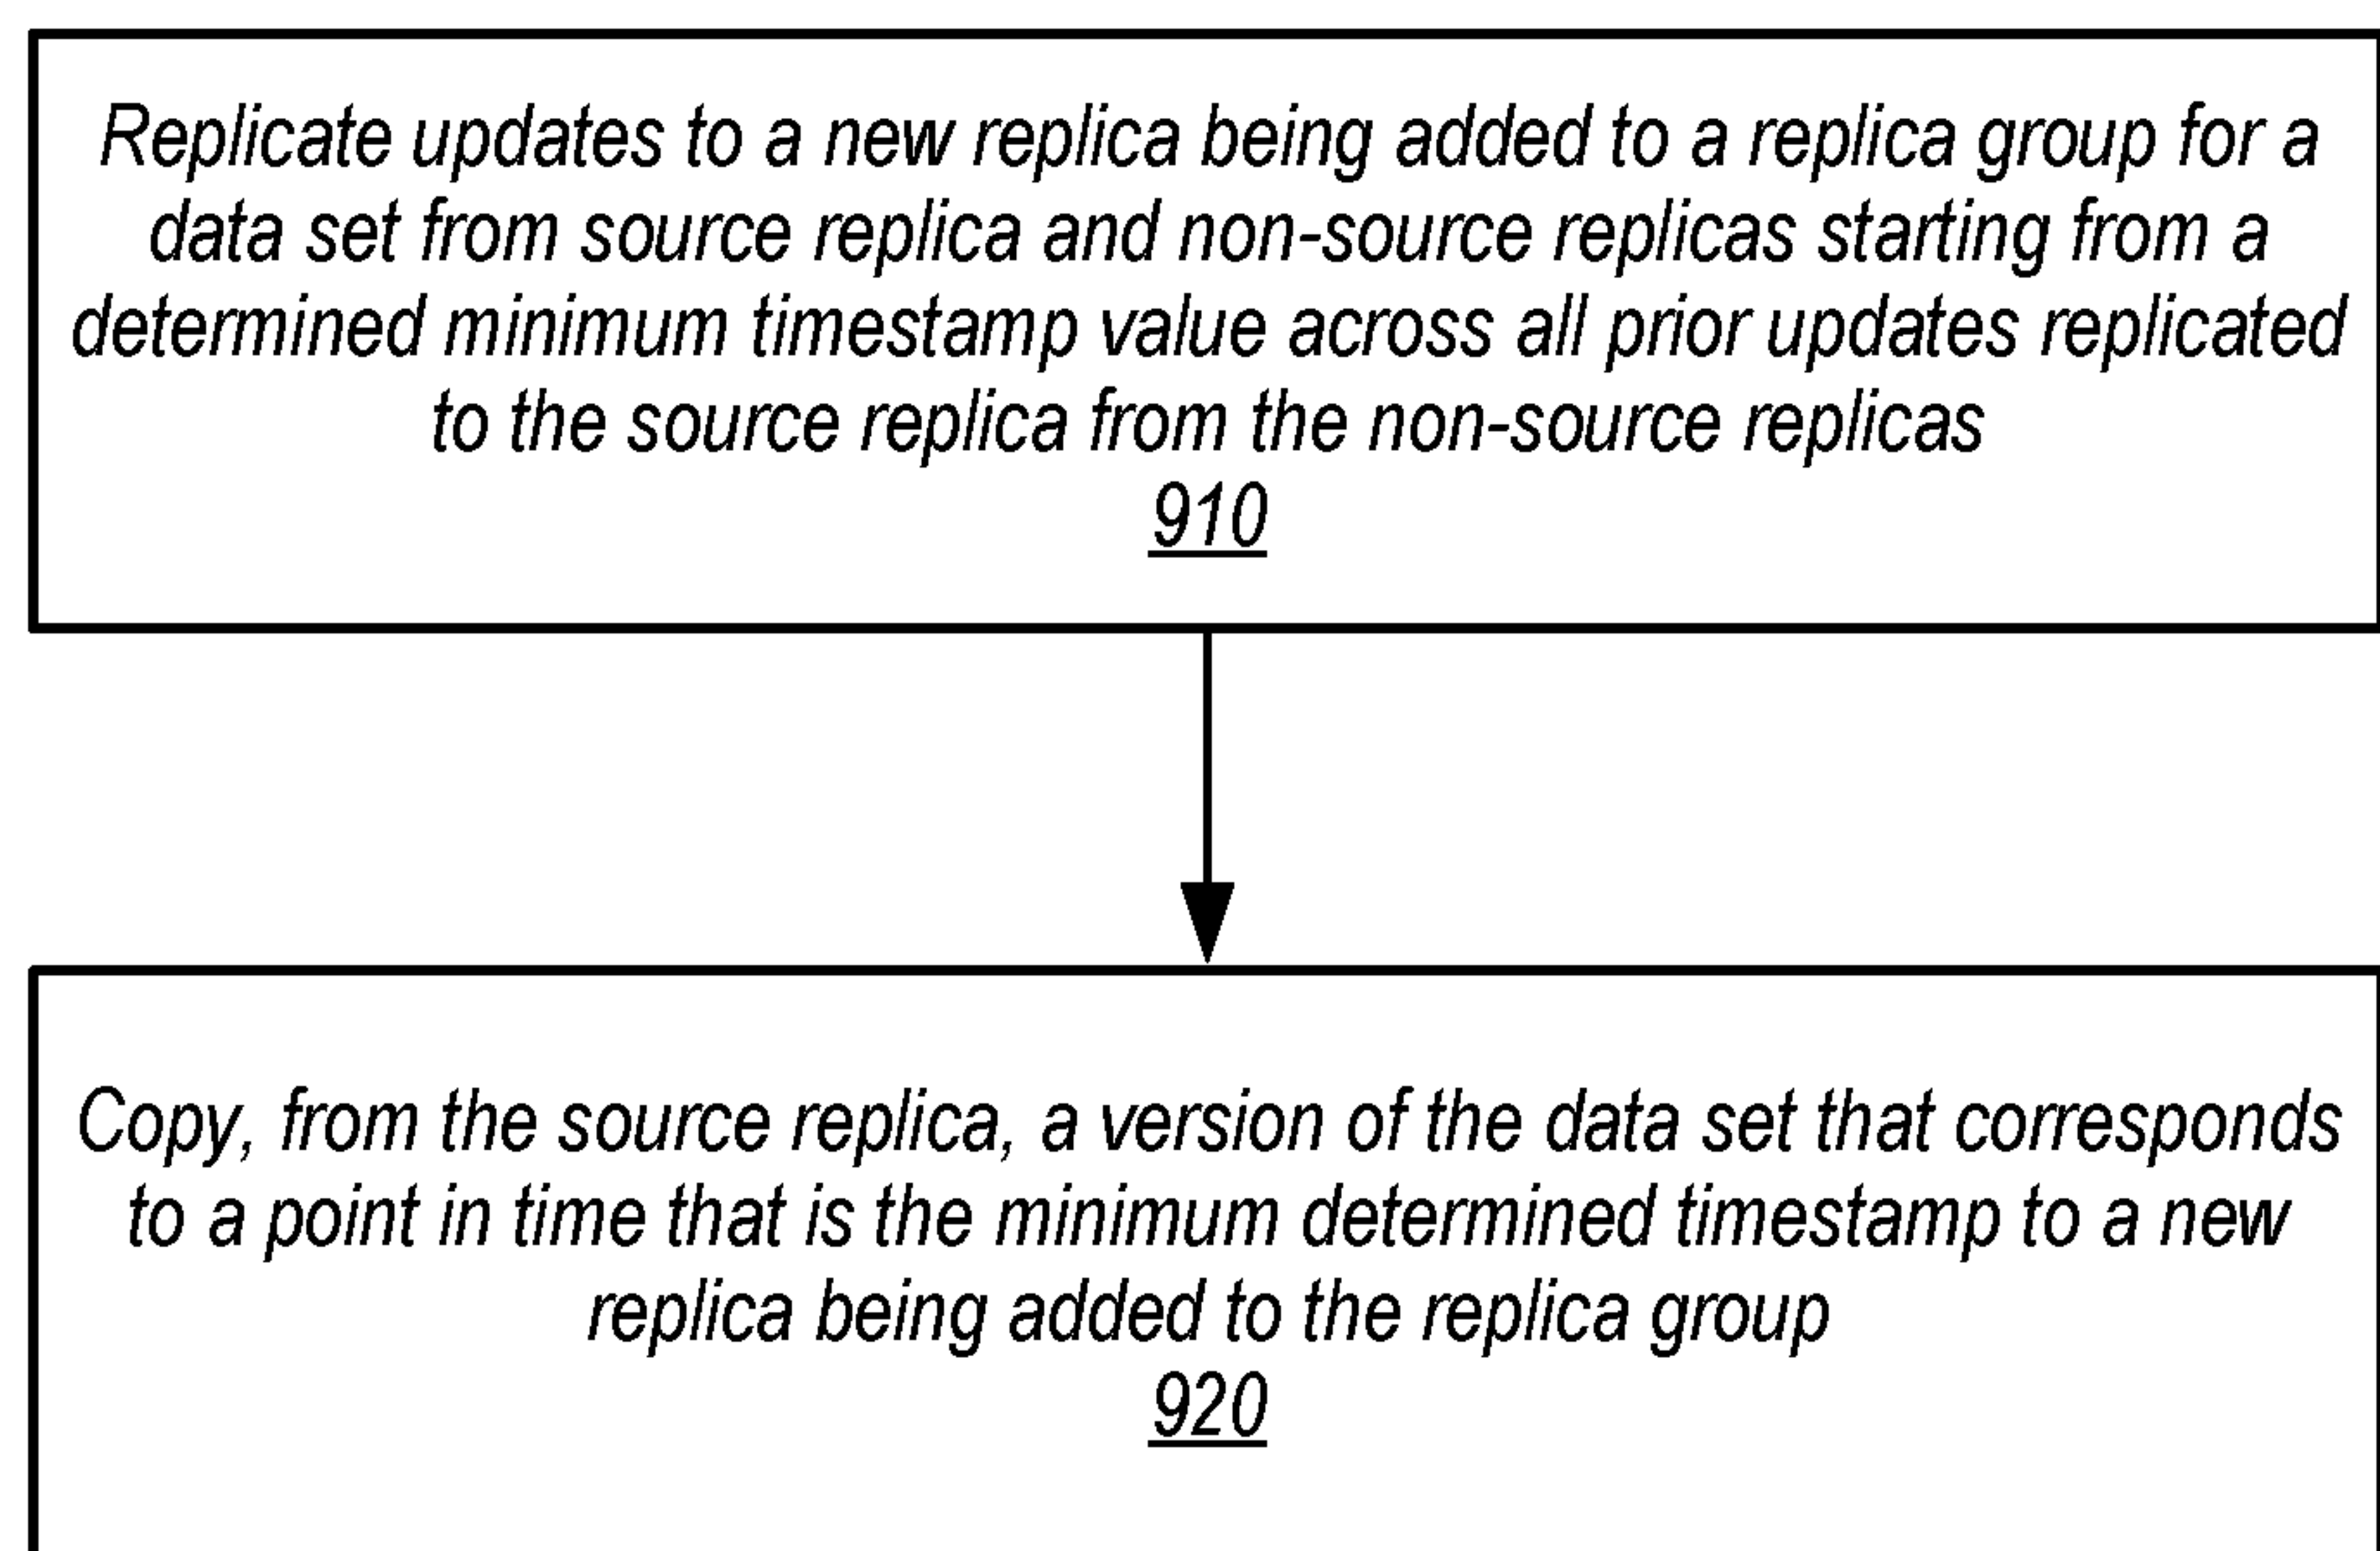 Replicate updates to a new replica being added to a replica group for a
data set from source replica and non-source replicas starting from a
determined minimum timestamp value across all prior updates replicated
to the source replica from the non-source replicas
910
Copy, from the source replica, a version of the data set that corresponds
to a point in time that is the minimum determined timestamp to a new
replica being added to the replica group
920